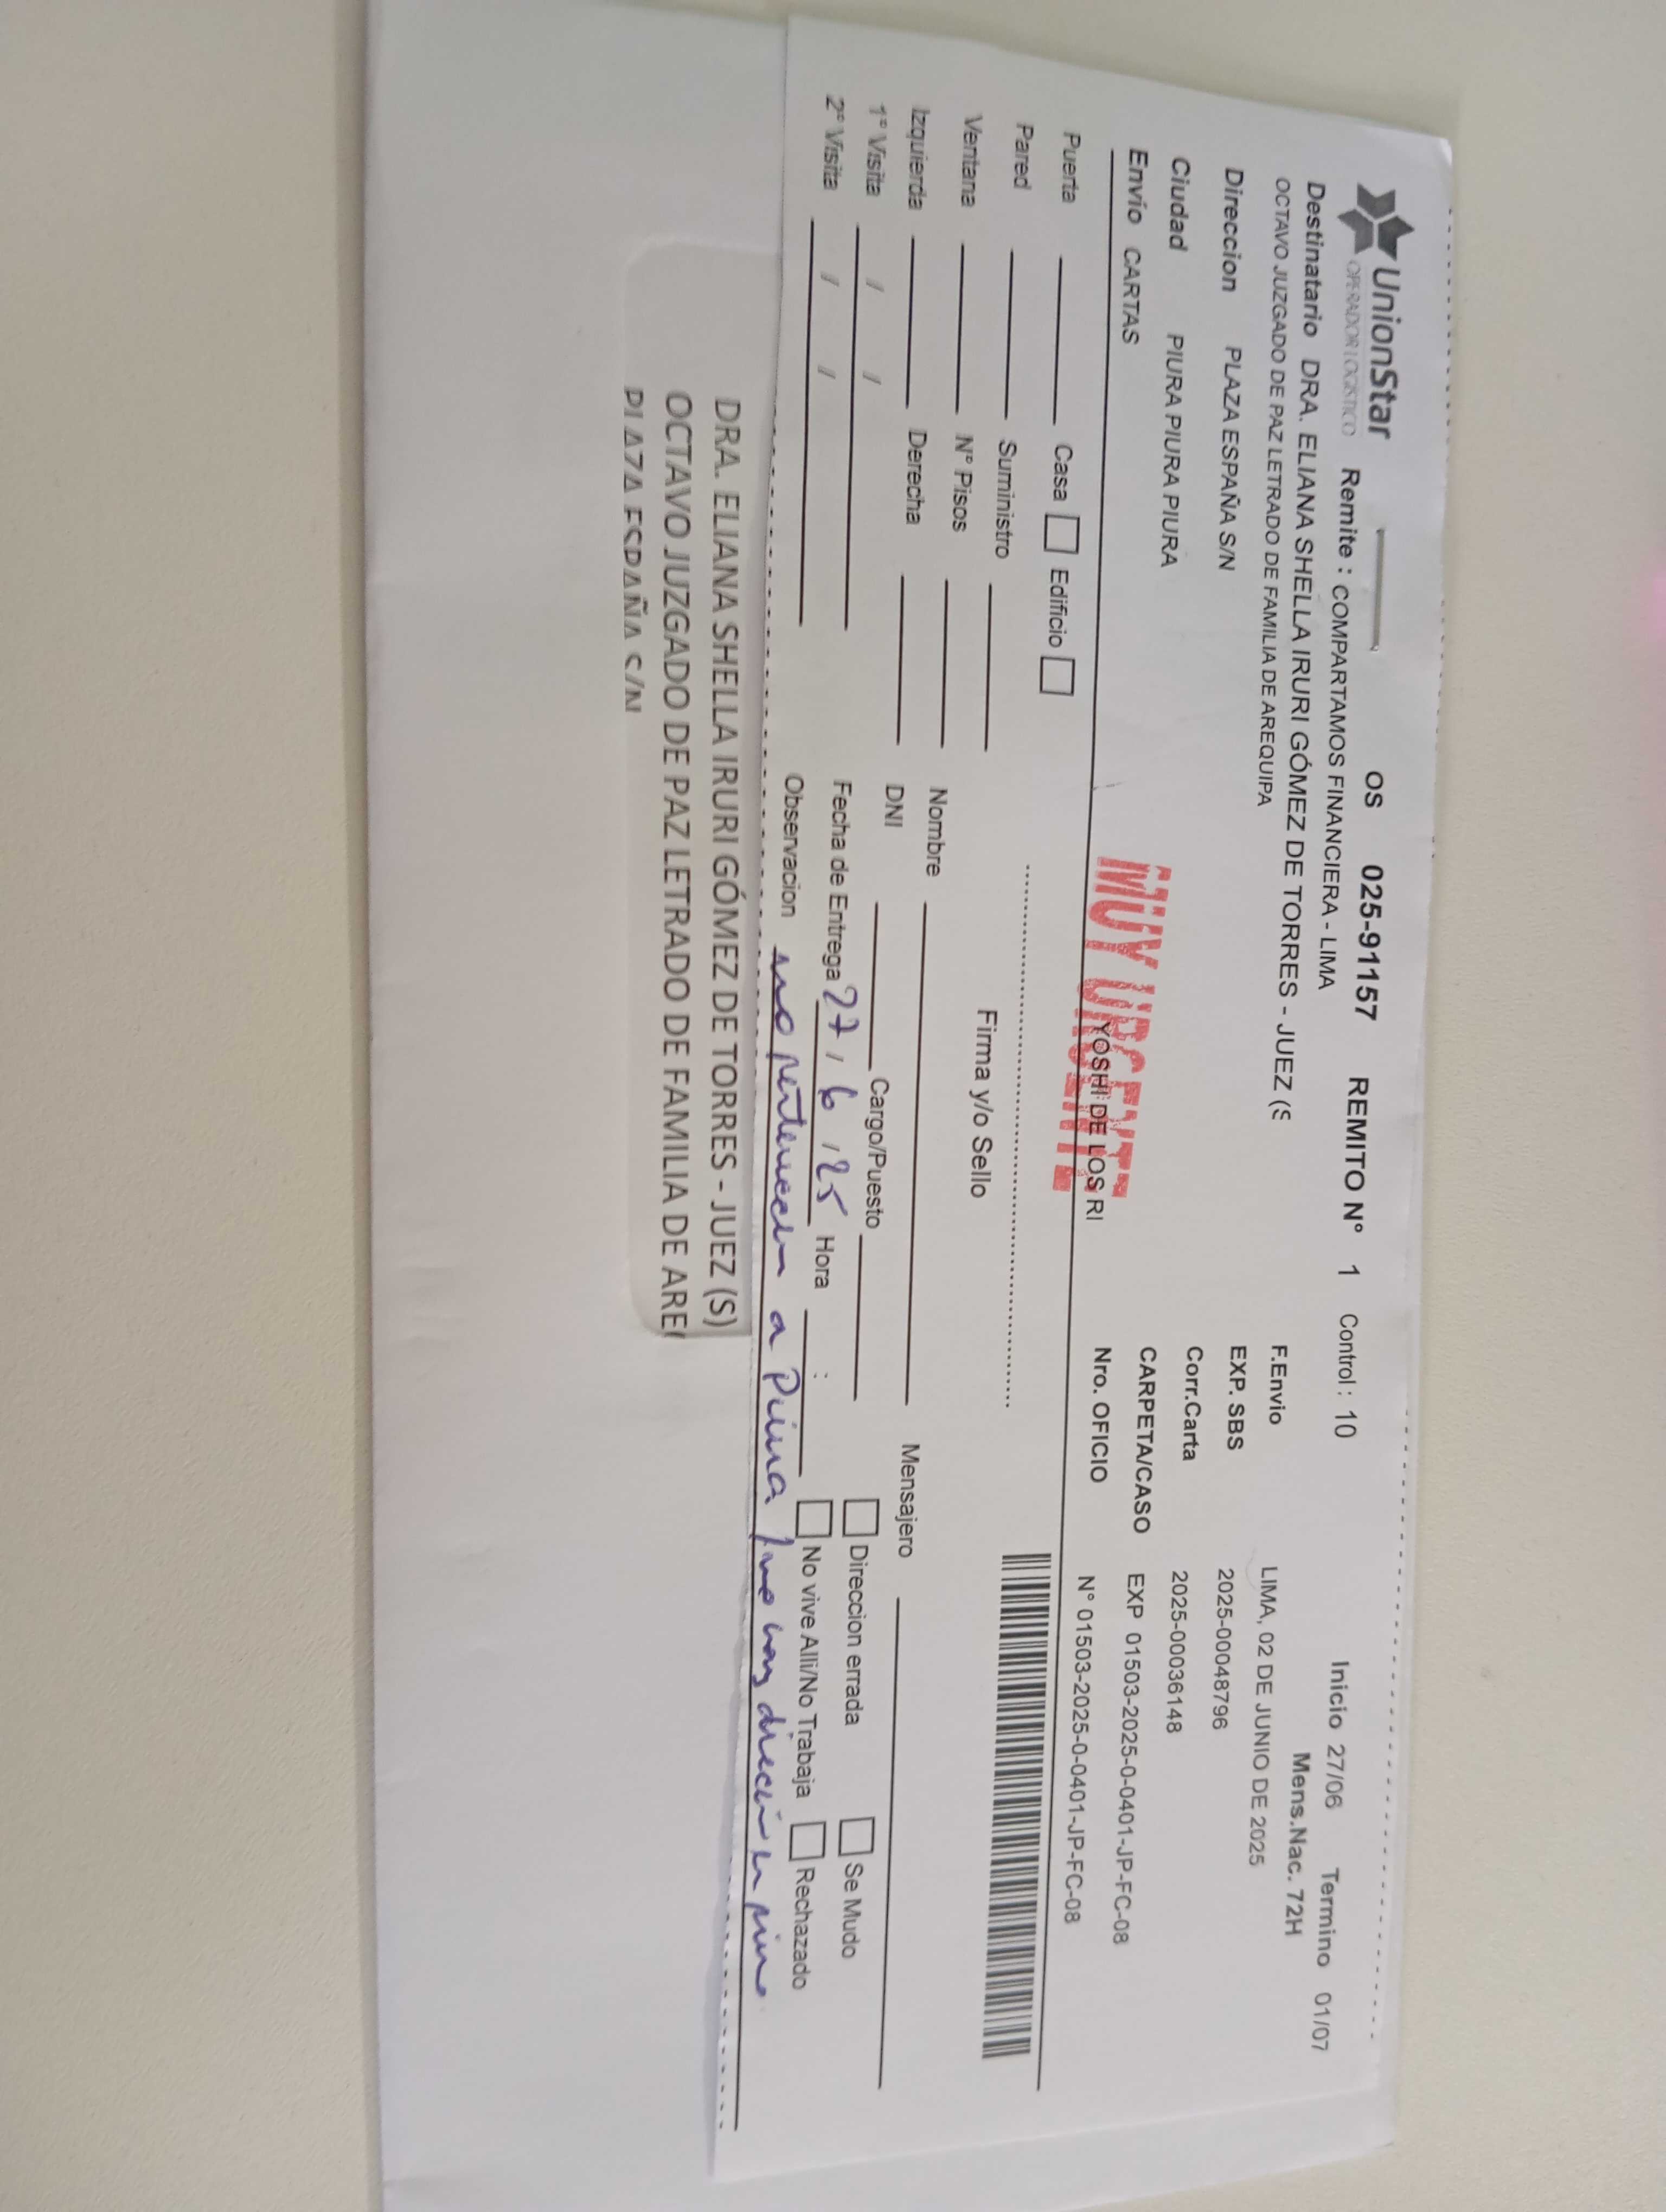 UnionStar
OPERADOR LOGISTICO
OS 025-91157 REMITO N° 1 Control : 10
Inicio 27/06 Termino 01/07
Remite : COMPARTAMOS FINANCIERA - LIMA
Mens.Nac. 72H
Destinatario DRA. ELIANA SHELLA IRURI GÓMEZ DE TORRES - JUEZ (S
OCTAVO JUZGADO DE PAZ LETRADO DE FAMILIA DE AREQUIPA
F.Envio LIMA, 02 DE JUNIO DE 2025
Direccion PLAZA ESPAÑA S/N
EXP. SBS 2025-00048796
Ciudad PIURA PIURA PIURA
Corr.Carta 2025-00036148
Envío CARTAS
CARPETA/CASO EXP 01503-2025-0-0401-JP-FC-08
MUY URGENTE
YOSHI DE LOS RI
Nro. OFICIO N° 01503-2025-0-0401-JP-FC-08
Puerta Casa Edificio
Pared Suministro
Firma y/o Sello
Ventana N° Pisos
Nombre
Mensajero
Izquierda Derecha
DNI Cargo/Puesto
Direccion errada Se Mudo
1° Visita / /
Fecha de Entrega 27 / 6 / 25 Hora :
No vive Alli/No Trabaja Rechazado
2° Visita / /
Observacion no pertenecen a Piura
DRA. ELIANA SHELLA IRURI GÓMEZ DE TORRES - JUEZ (S)
OCTAVO JUZGADO DE PAZ LETRADO DE FAMILIA DE ARE
PLAZA ESPAÑA S/N